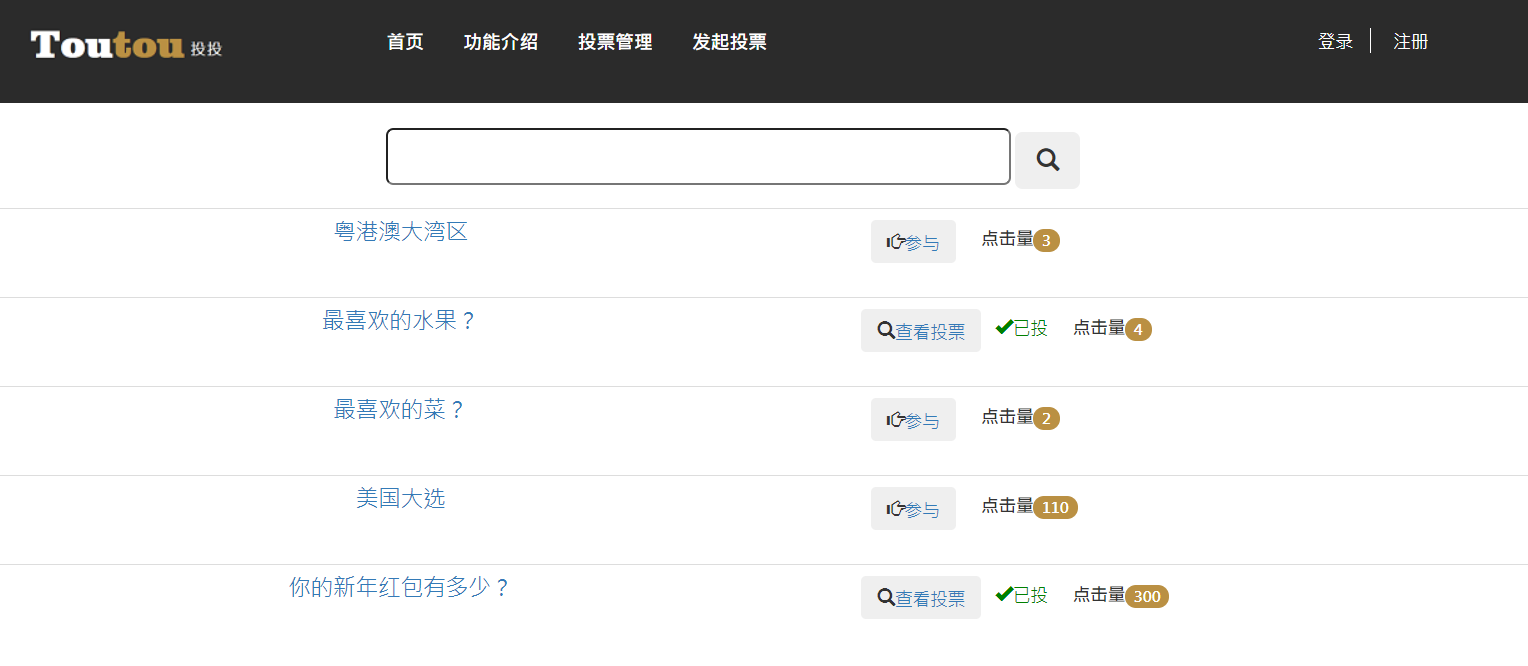 Toutou 投投 首页 功能介绍 投票管理 发起投票 登录 注册
粤港澳大湾区 参与 点击量 3
最喜欢的水果？ 查看投票 已投 点击量 4
最喜欢的菜？ 参与 点击量 2
美国大选 参与 点击量 110
你的新年红包有多少？ 查看投票 已投 点击量 300